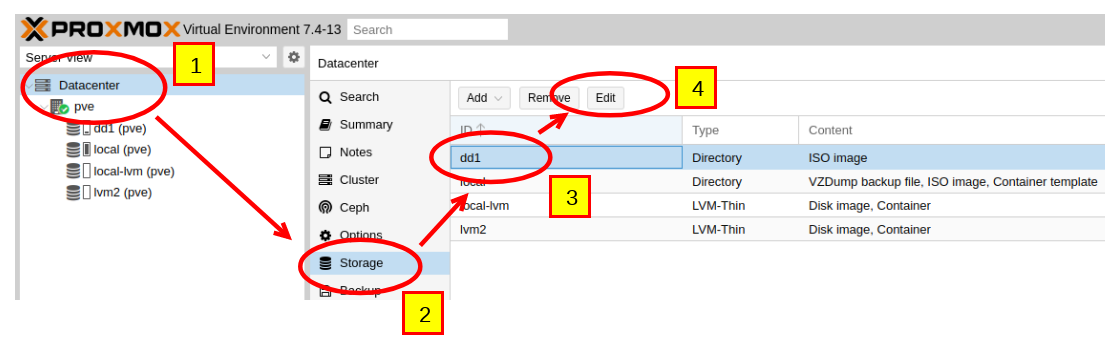 PROXMOX Virtual Environment 7.4-13 Search
Server View
Datacenter
pve
dd1 (pve)
local (pve)
local-lvm (pve)
lvm2 (pve)
Datacenter
Search
Summary
Notes
Cluster
Ceph
Options
Storage
Backup
Add Remove Edit
ID Type Content
dd1 Directory ISO image
local Directory VZDump backup file, ISO image, Container template
local-lvm LVM-Thin Disk image, Container
lvm2 LVM-Thin Disk image, Container
1
2
3
4